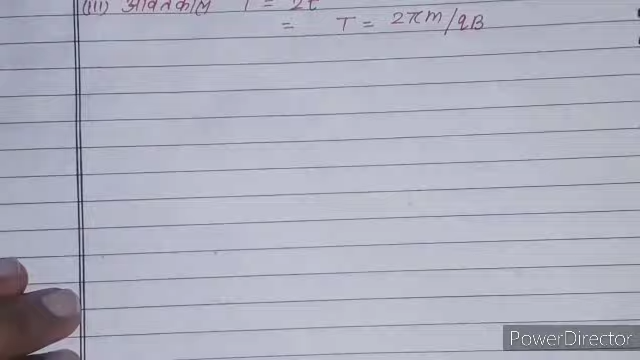 (iii) आवर्तकाल T = 2t
= T = 2πm/qB
PowerDirector